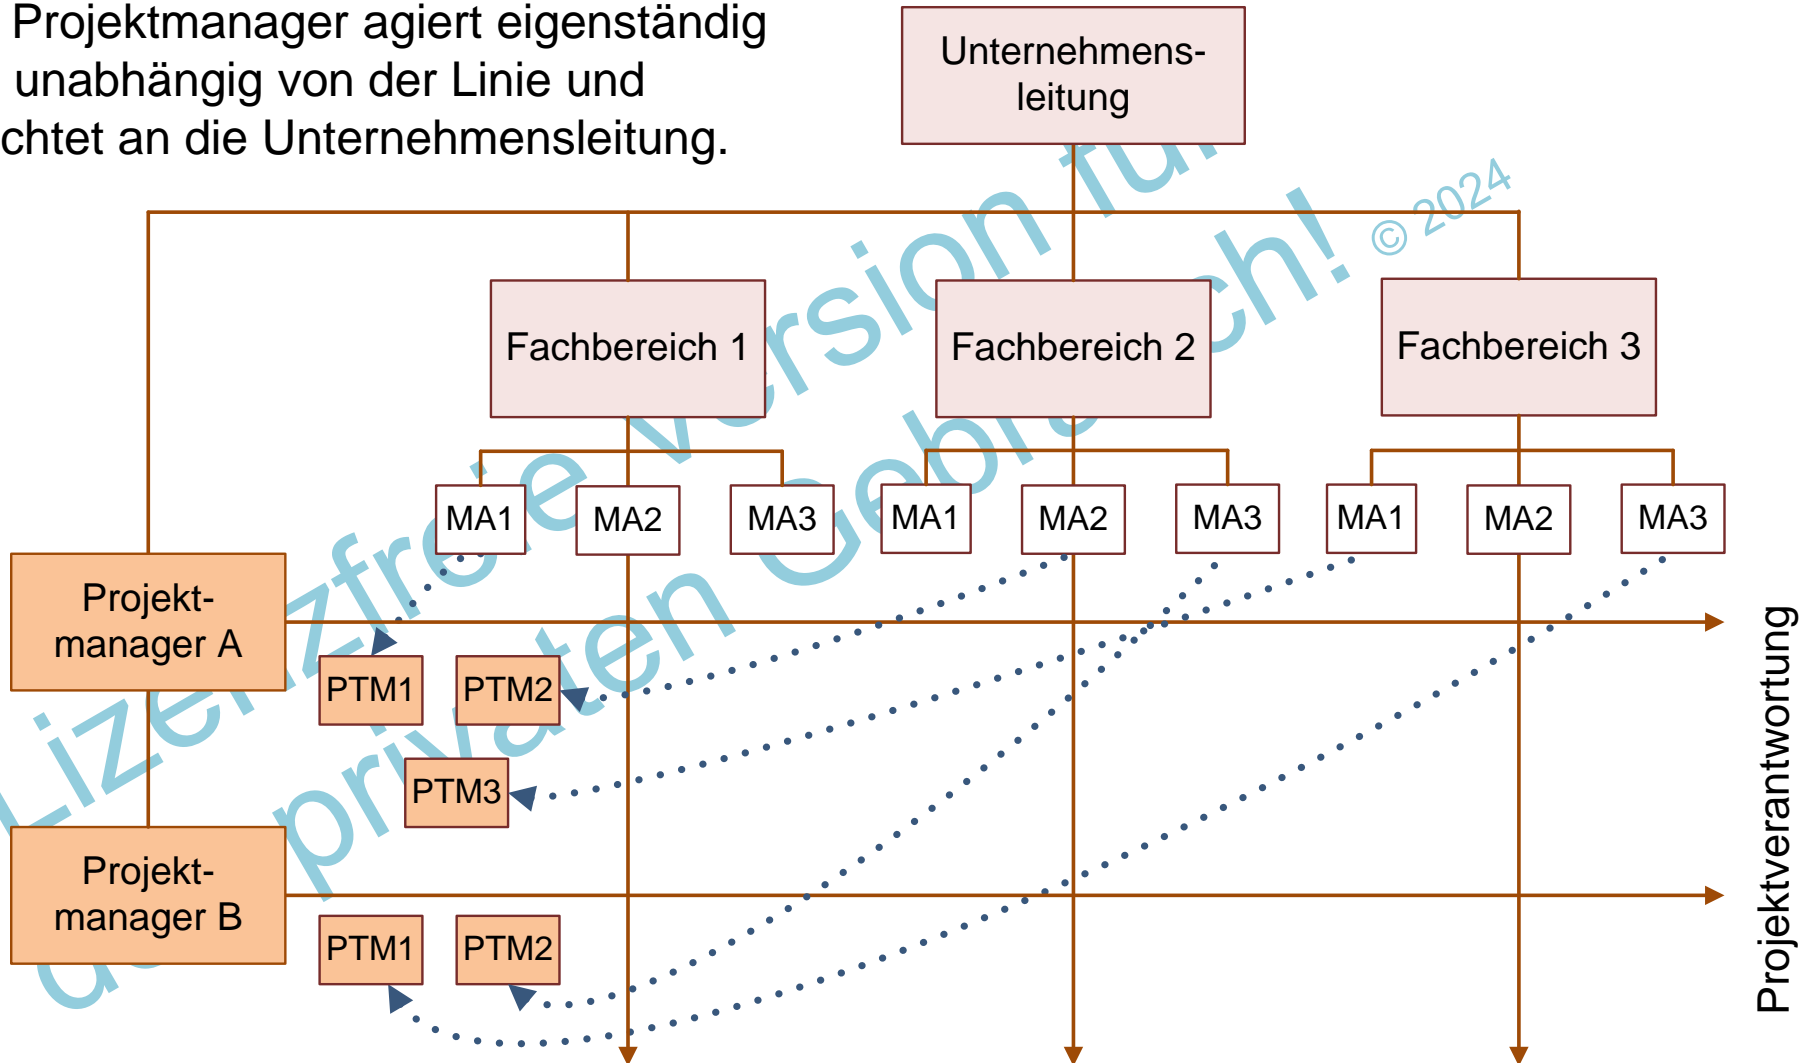 Projektmanager agiert eigenständig
unabhängig von der Linie und
an die Unternehmensleitung.
Unternehmens-
leitung
© 2024
Fachbereich 1
Fachbereich 2
Fachbereich 3
MA1
MA2
MA3
MA1
MA2
MA3
MA1
MA2
MA3
Projekt-
manager A
PTM1
PTM2
PTM3
Projekt-
manager B
PTM1
PTM2
Projektverantwortung
Lizenzfreie Version für
privaten Gebrauch!